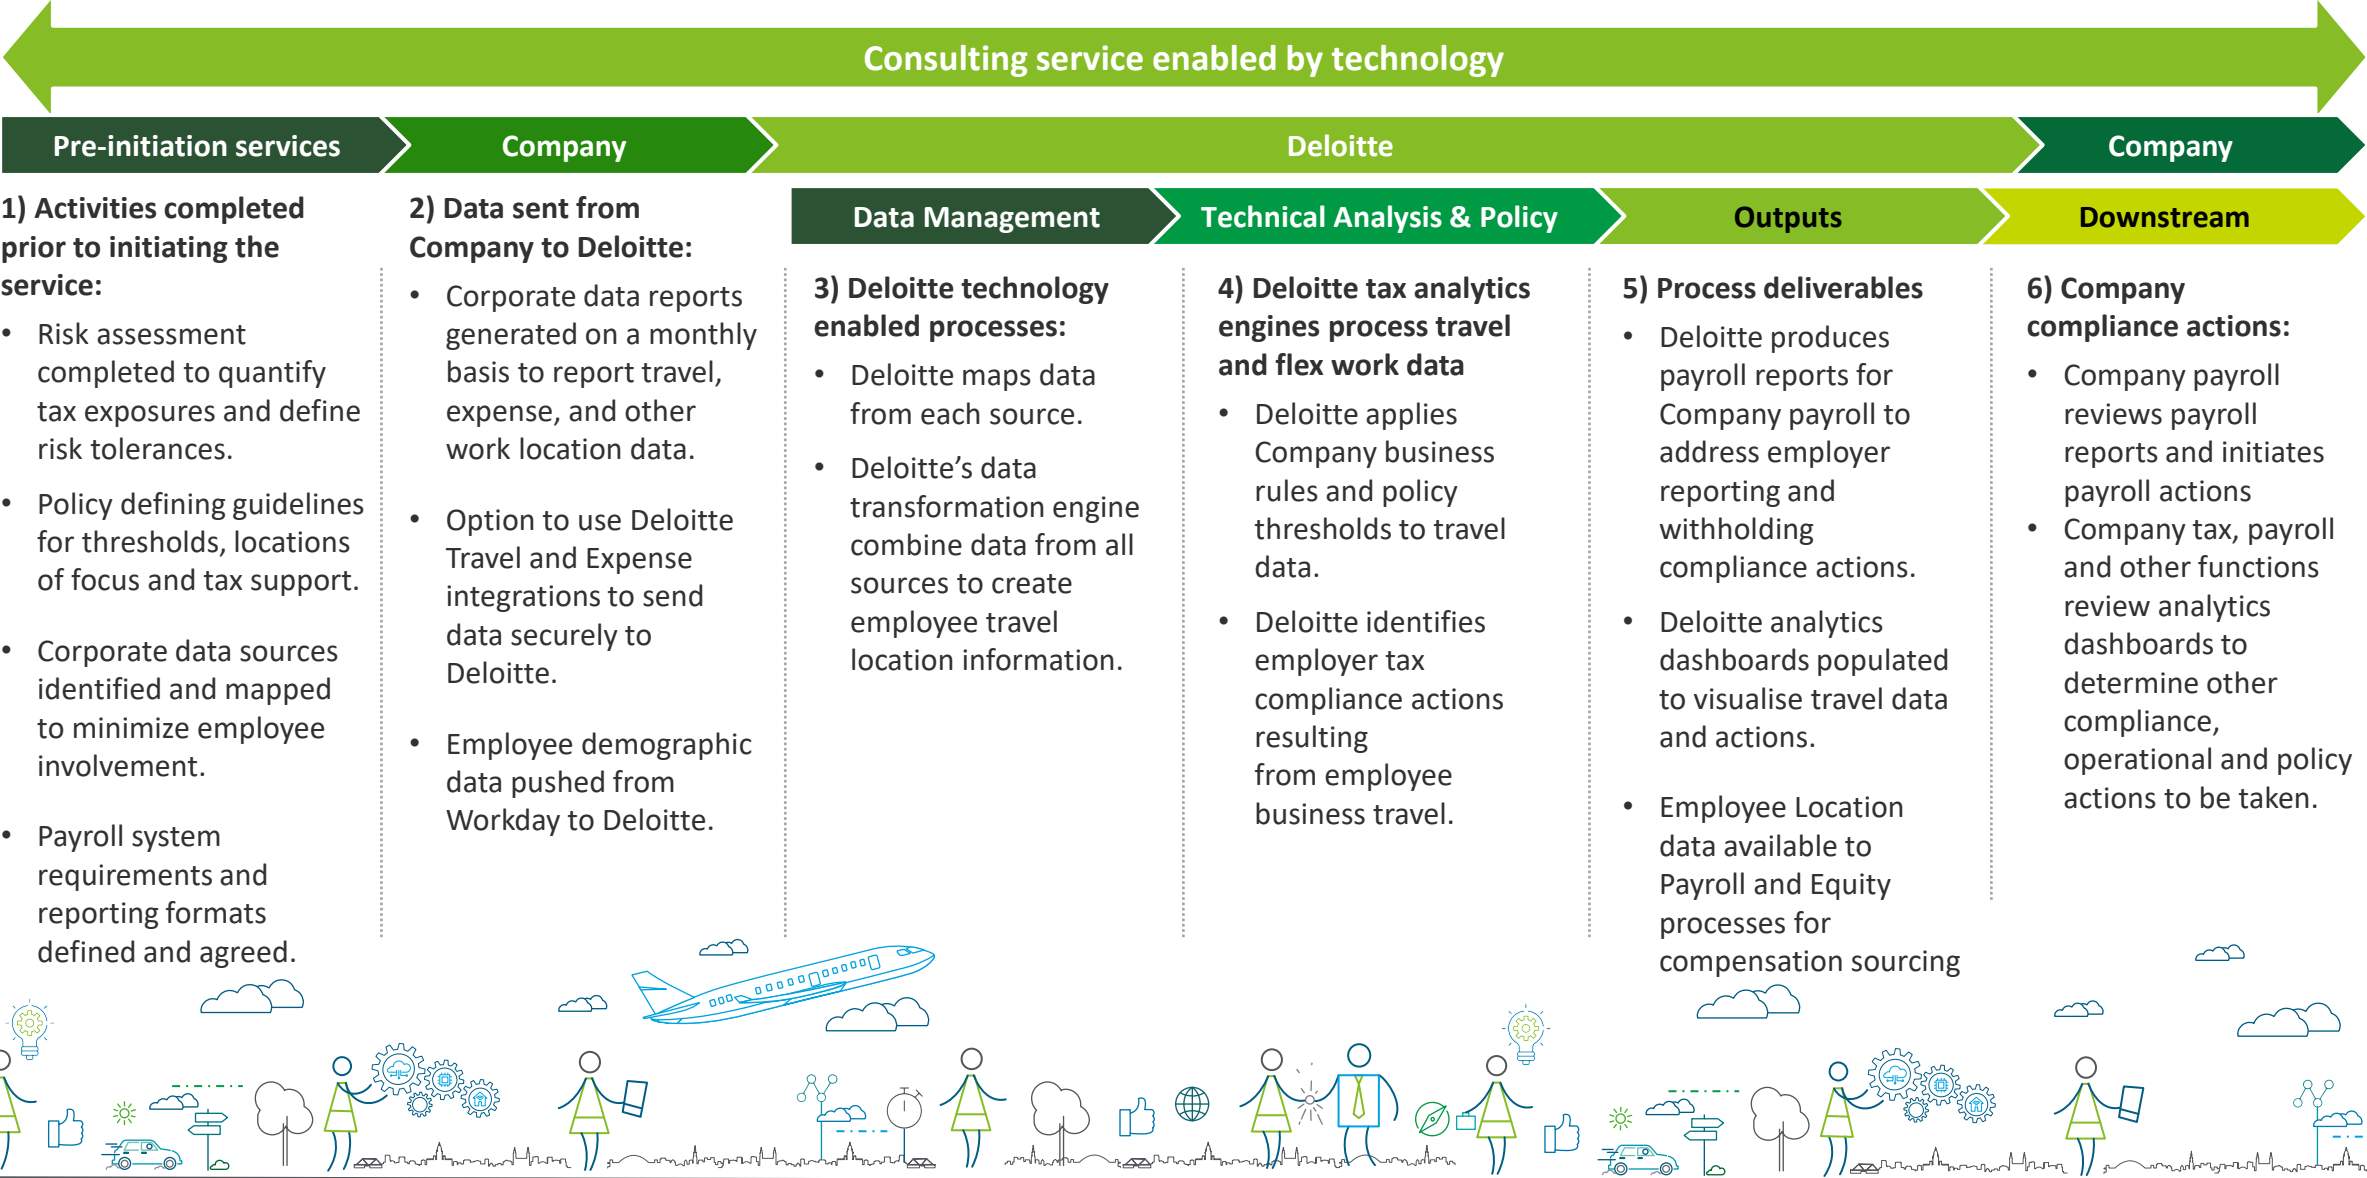 Consulting service enabled by technology
Pre-initiation services
Company
Deloitte
Company
1) Activities completed
prior to initiating the
service:
• Risk assessment
completed to quantify
tax exposures and define
risk tolerances.
• Policy defining guidelines
for thresholds, locations
of focus and tax support.
• Corporate data sources
identified and mapped
to minimize employee
involvement.
• Payroll system
requirements and
reporting formats
defined and agreed.
2) Data sent from
Company to Deloitte:
• Corporate data reports
generated on a monthly
basis to report travel,
expense, and other
work location data.
• Option to use Deloitte
Travel and Expense
integrations to send
data securely to
Deloitte.
• Employee demographic
data pushed from
Workday to Deloitte.
Data Management
3) Deloitte technology
enabled processes:
• Deloitte maps data
from each source.
• Deloitte’s data
transformation engine
combine data from all
sources to create
employee travel
location information.
Technical Analysis & Policy
4) Deloitte tax analytics
engines process travel
and flex work data
• Deloitte applies
Company business
rules and policy
thresholds to travel
data.
• Deloitte identifies
employer tax
compliance actions
resulting
from employee
business travel.
Outputs
5) Process deliverables
• Deloitte produces
payroll reports for
Company payroll to
address employer
reporting and
withholding
compliance actions.
• Deloitte analytics
dashboards populated
to visualise travel data
and actions.
• Employee Location
data available to
Payroll and Equity
processes for
compensation sourcing
Downstream
6) Company
compliance actions:
• Company payroll
reviews payroll
reports and initiates
payroll actions
• Company tax, payroll
and other functions
review analytics
dashboards to
determine other
compliance,
operational and policy
actions to be taken.